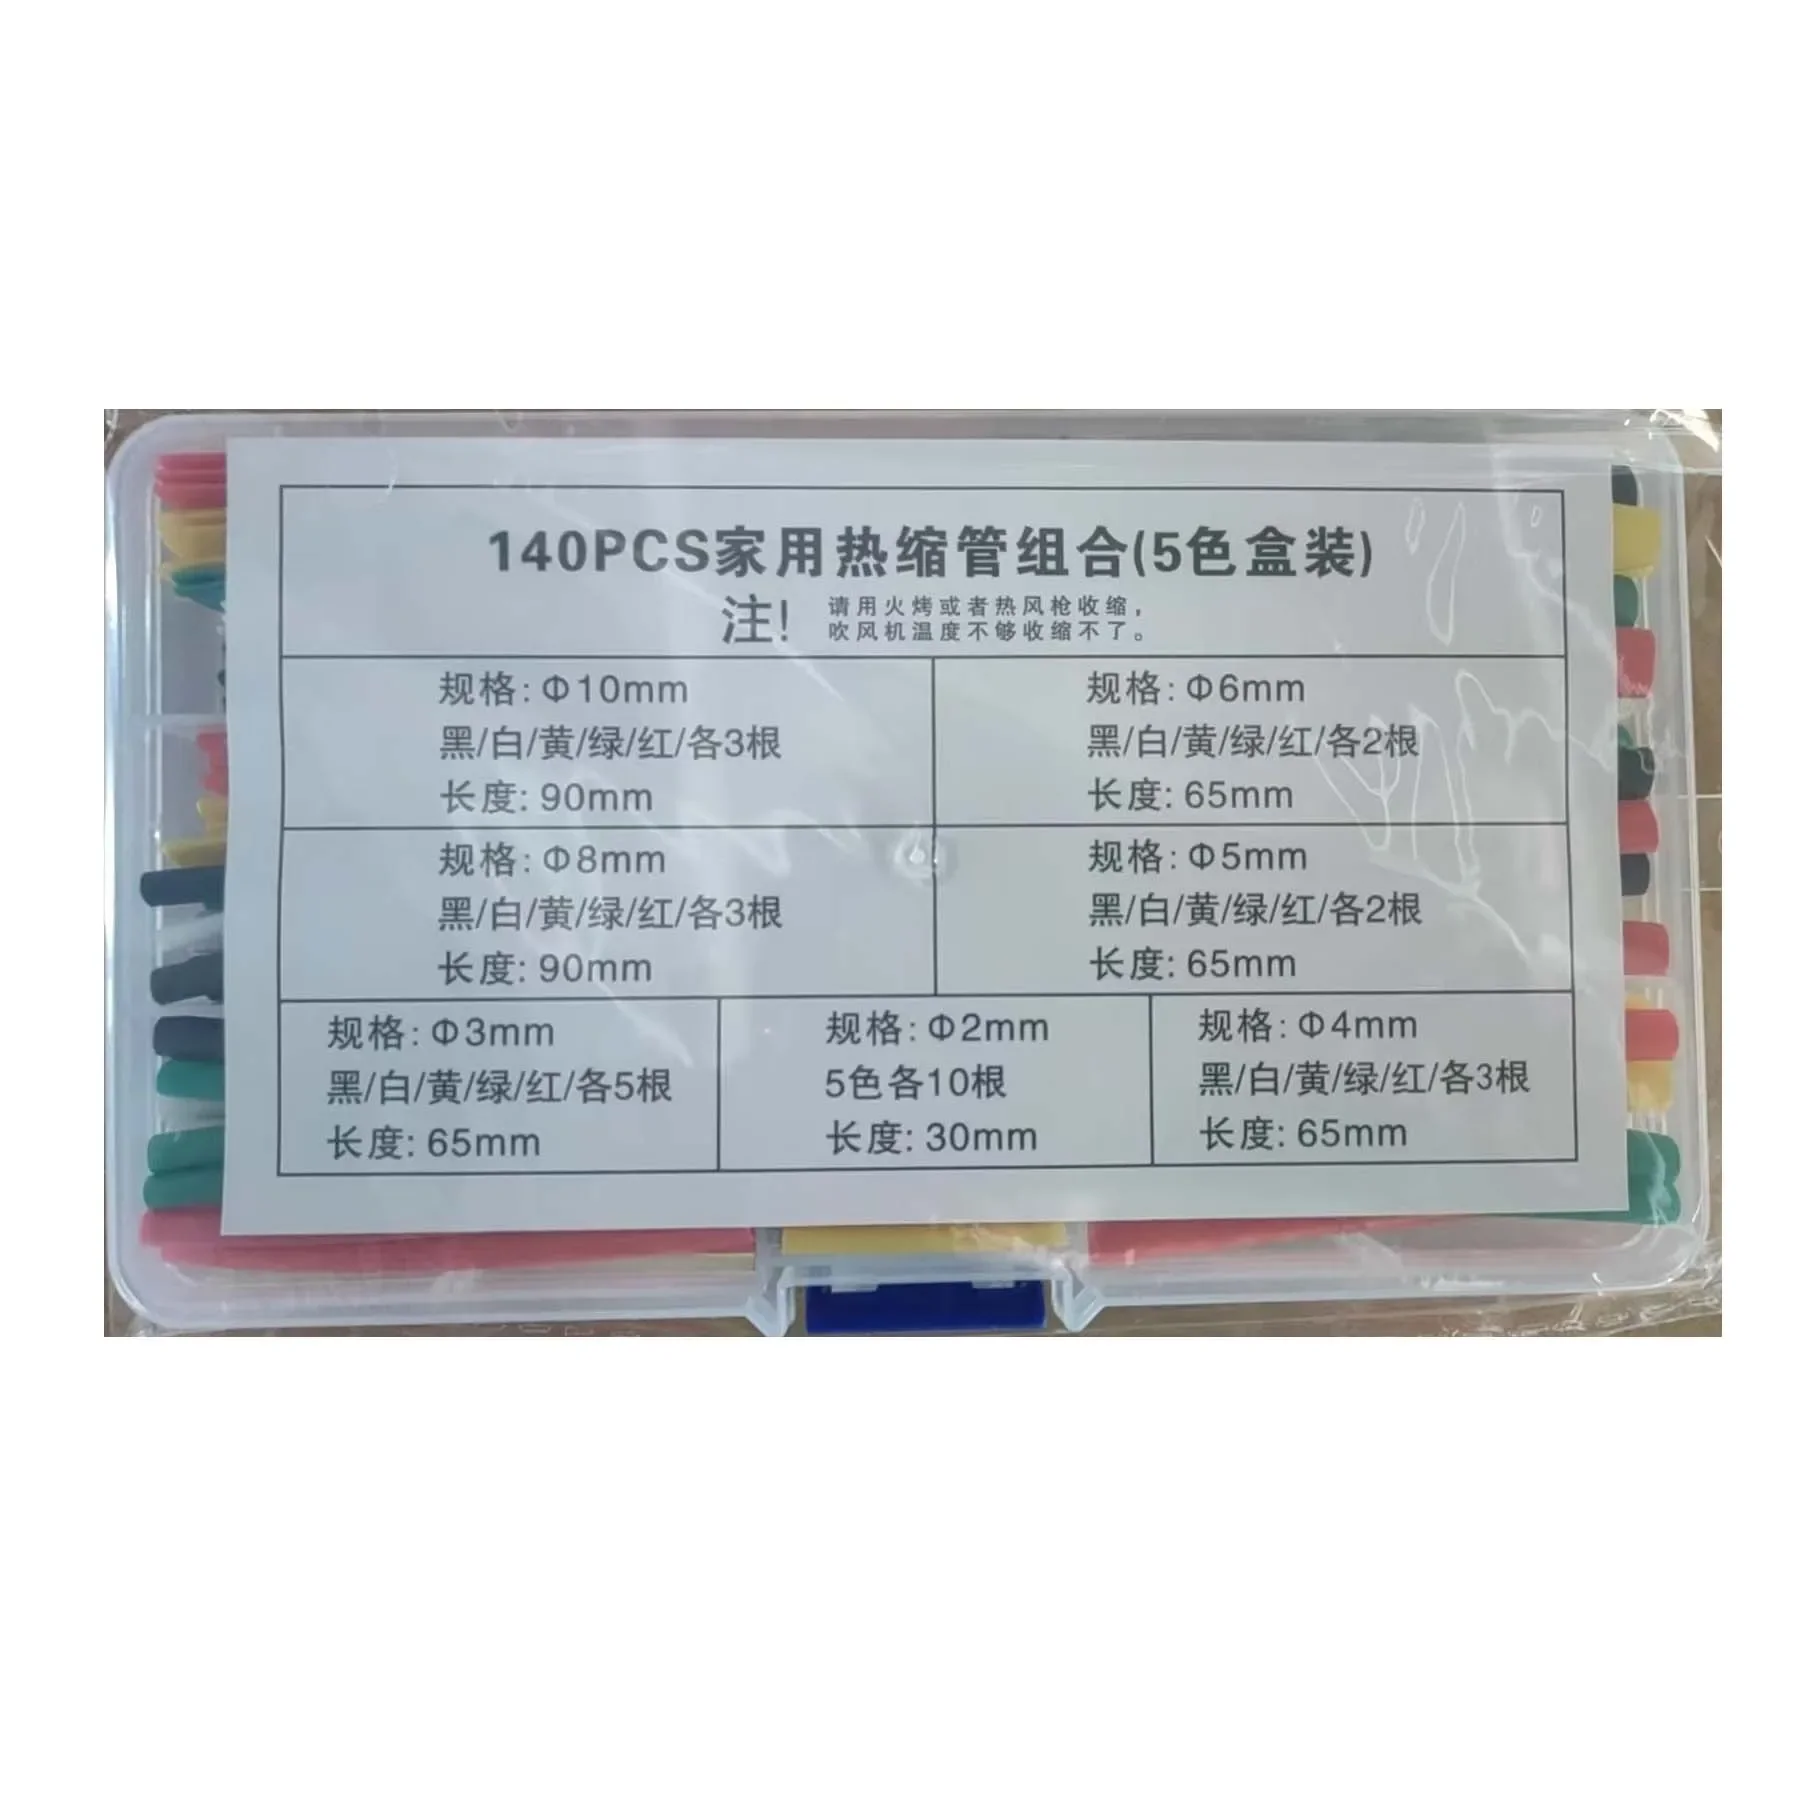 140PCS家用热缩管组合(5色盒装)
注!
请用火烤或者热风枪收缩，
吹风机温度不够收缩不了。
规格: Φ10mm
黑/白/黄/绿/红/各3根
长度: 90mm
规格: Φ6mm
黑/白/黄/绿/红/各2根
长度: 65mm
规格: Φ8mm
黑/白/黄/绿/红/各3根
长度: 90mm
规格: Φ5mm
黑/白/黄/绿/红/各2根
长度: 65mm
规格: Φ3mm
黑/白/黄/绿/红/各5根
长度: 65mm
规格: Φ2mm
5色各10根
长度: 30mm
规格: Φ4mm
黑/白/黄/绿/红/各3根
长度: 65mm